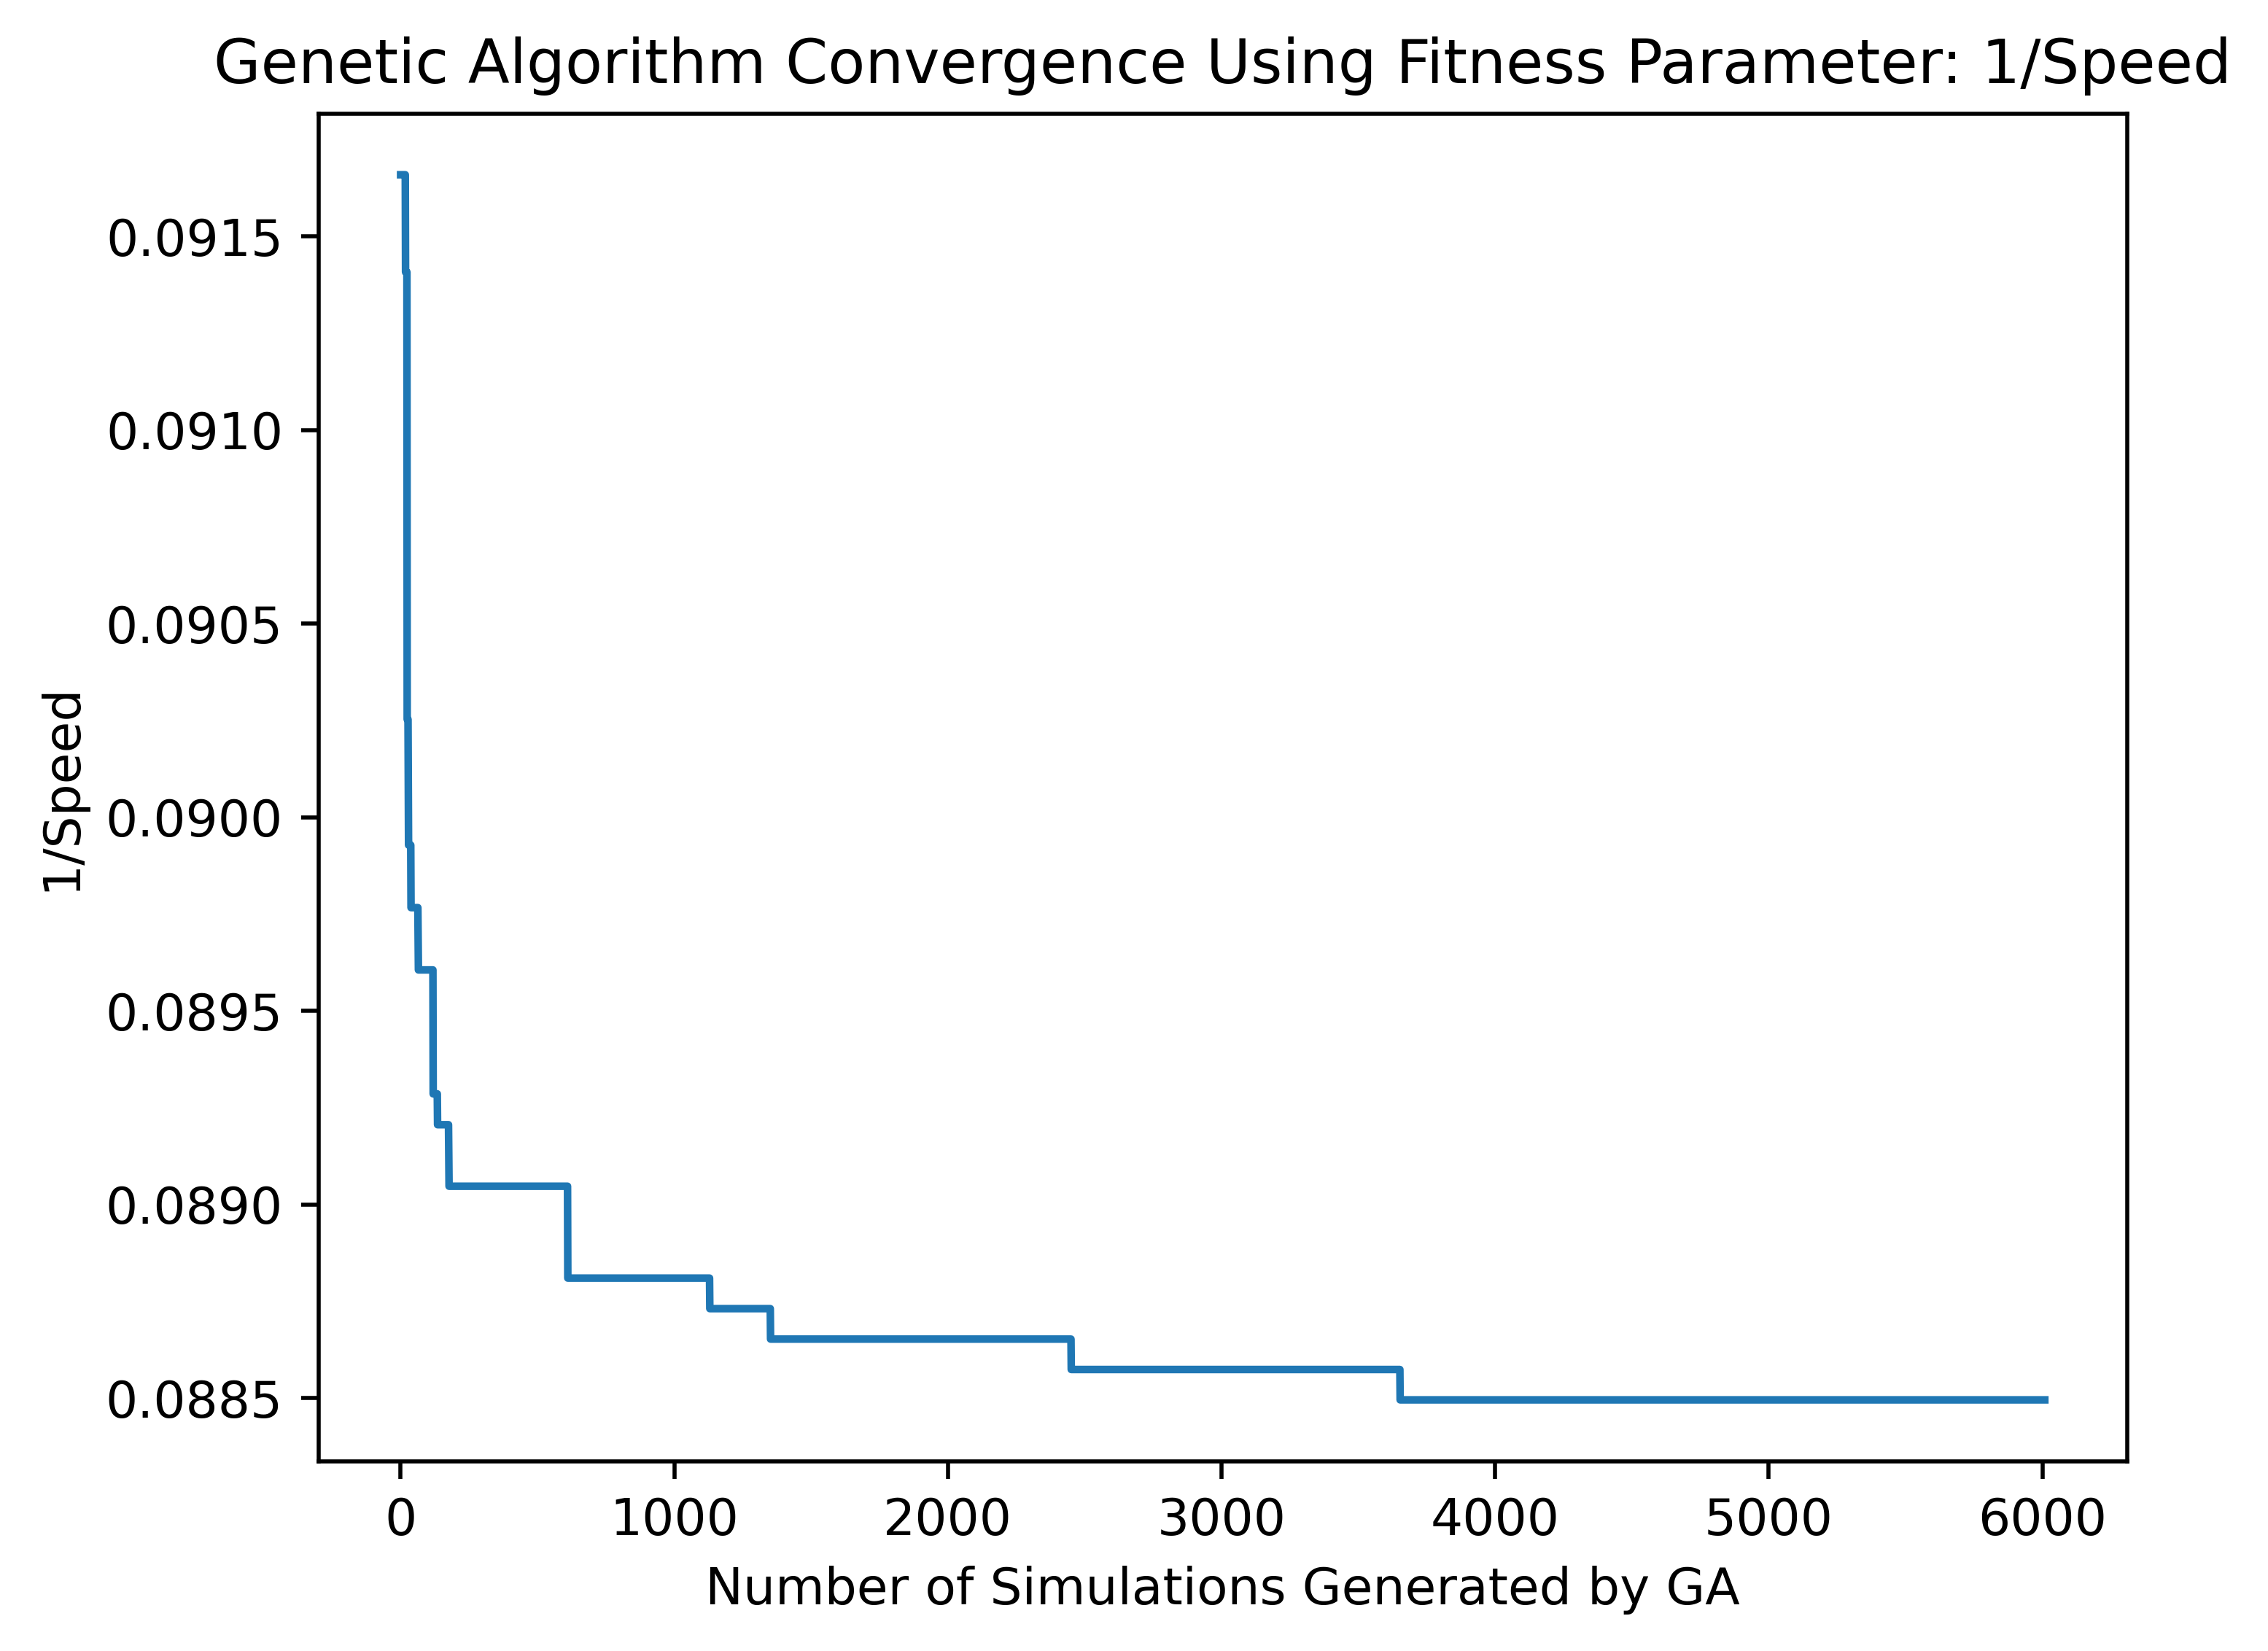 Genetic Algorithm Convergence Using Fitness Parameter: 1/Speed
0.0915
0.0910
0.0905
0.0900
0.0895
0.0890
0.0885
1/Speed
0 1000 2000 3000 4000 5000 6000
Number of Simulations Generated by GA